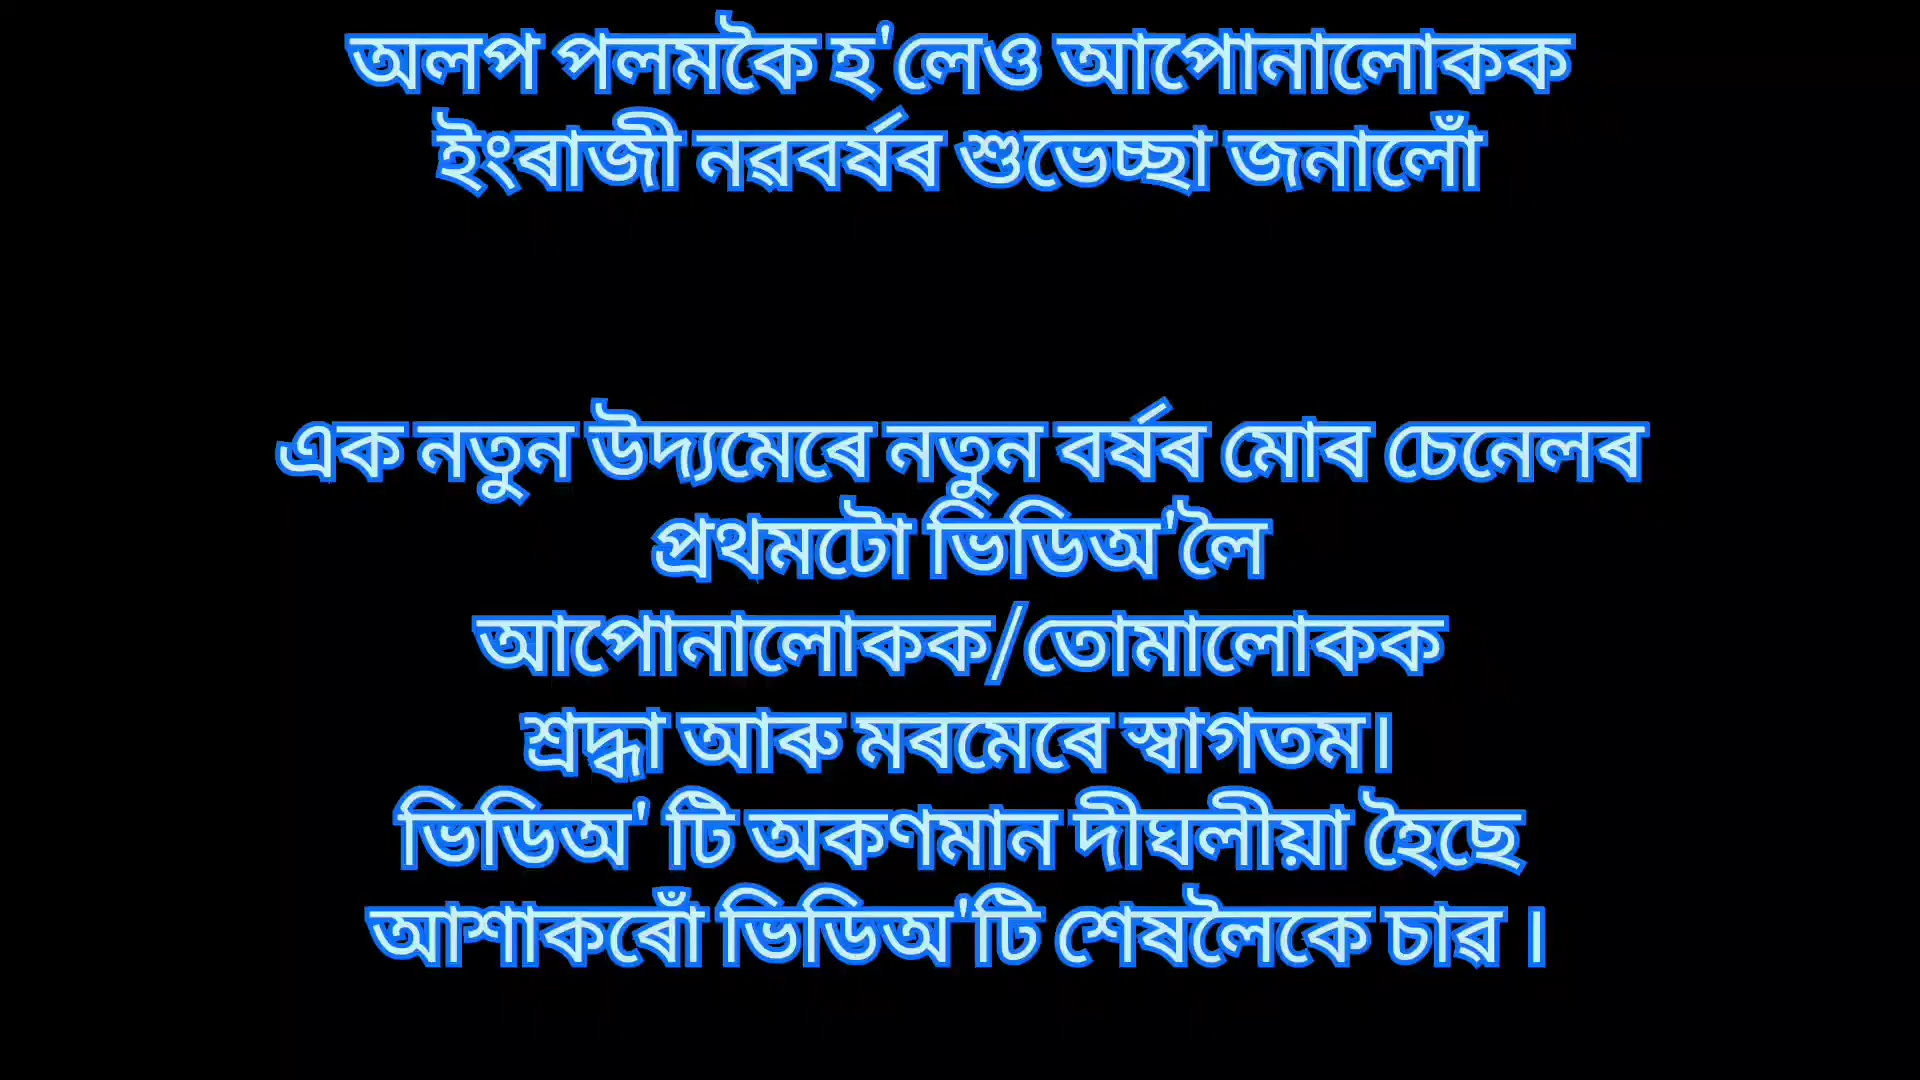 অলপ পলমকৈ হ'লেও আপোনালোকক
ইংৰাজী নৱবৰ্ষৰ শুভেচ্ছা জনালোঁ
এক নতুন উদ্যমেৰে নতুন বৰ্ষৰ মোৰ চেনেলৰ
প্ৰথমটো ভিডিঅ'লৈ
আপোনালোকক/তোমালোকক
শ্ৰদ্ধা আৰু মৰমেৰে স্বাগতম।
ভিডিঅ' টি অকণমান দীঘলীয়া হৈছে
আশাকৰোঁ ভিডিঅ'টি শেষলৈকে চাৱ ।